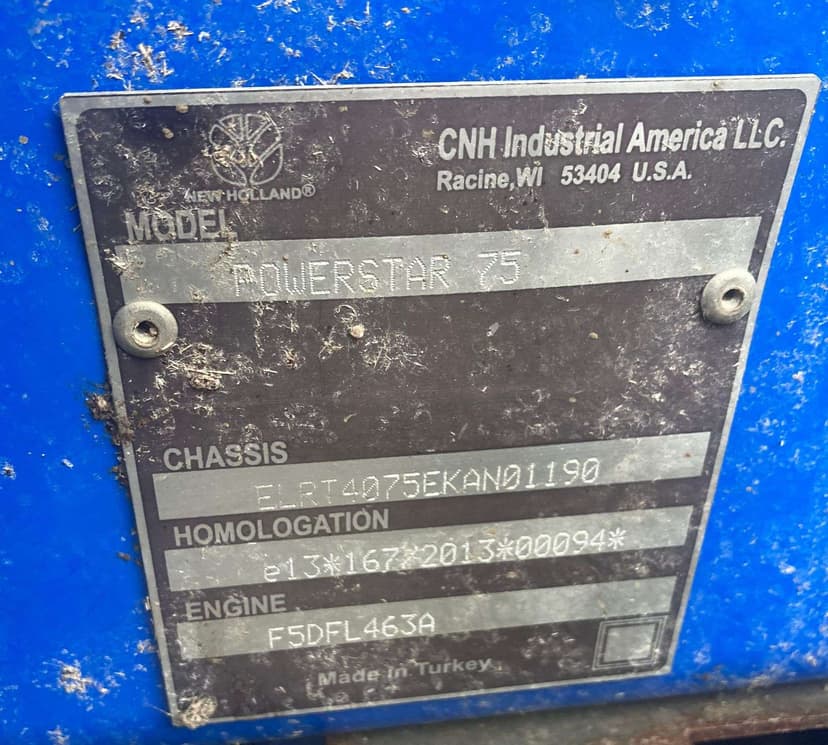 NEW HOLLAND®
CNH Industrial America LLC.
Racine,WI 53404 U.S.A.
MODEL
POWERSTAR 75
CHASSIS
ELRT4075EKAN01190
HOMOLOGATION
e13*167/2013*00094*
ENGINE
F5DFL463A
Made in Turkey